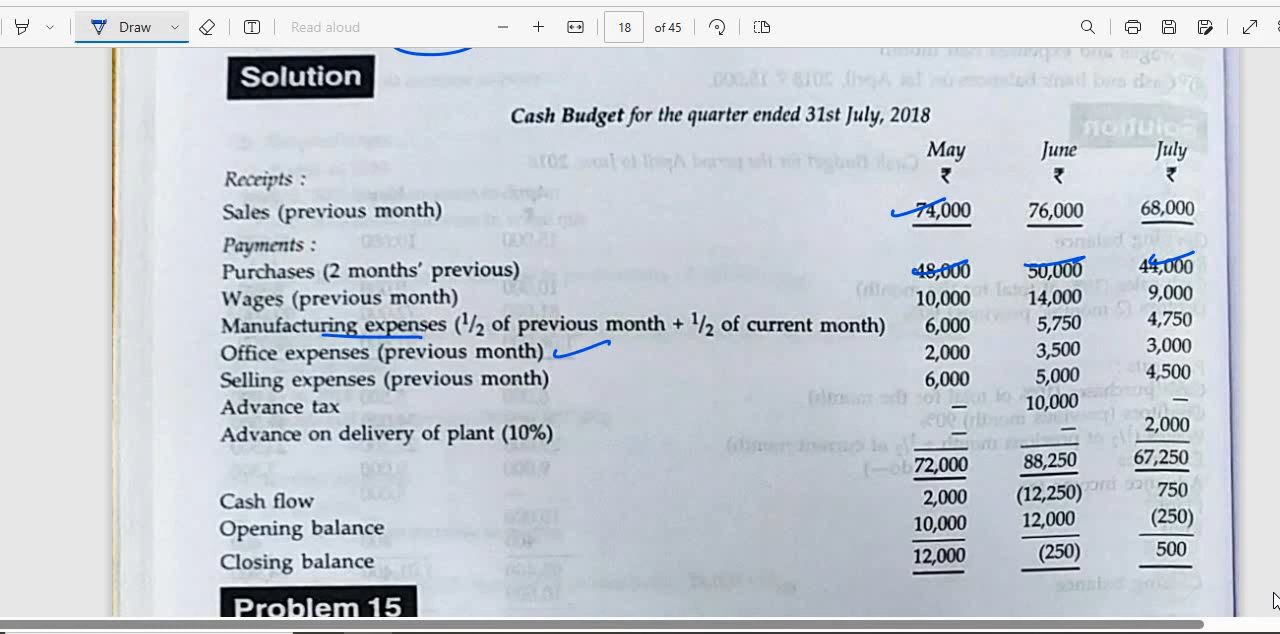 Draw
Read aloud
18 of 45
Solution
Cash Budget for the quarter ended 31st July, 2018
May June July
₹ ₹ ₹
Receipts :
Sales (previous month) 74,000 76,000 68,000
Payments :
Purchases (2 months' previous) 48,000 50,000 44,000
Wages (previous month) 10,000 14,000 9,000
Manufacturing expenses (1/2 of previous month + 1/2 of current month) 6,000 5,750 4,750
Office expenses (previous month) 2,000 3,500 3,000
Selling expenses (previous month) 6,000 5,000 4,500
Advance tax — 10,000 —
Advance on delivery of plant (10%) — — 2,000
72,000 88,250 67,250
Cash flow 2,000 (12,250) 750
Opening balance 10,000 12,000 (250)
Closing balance 12,000 (250) 500
Problem 15